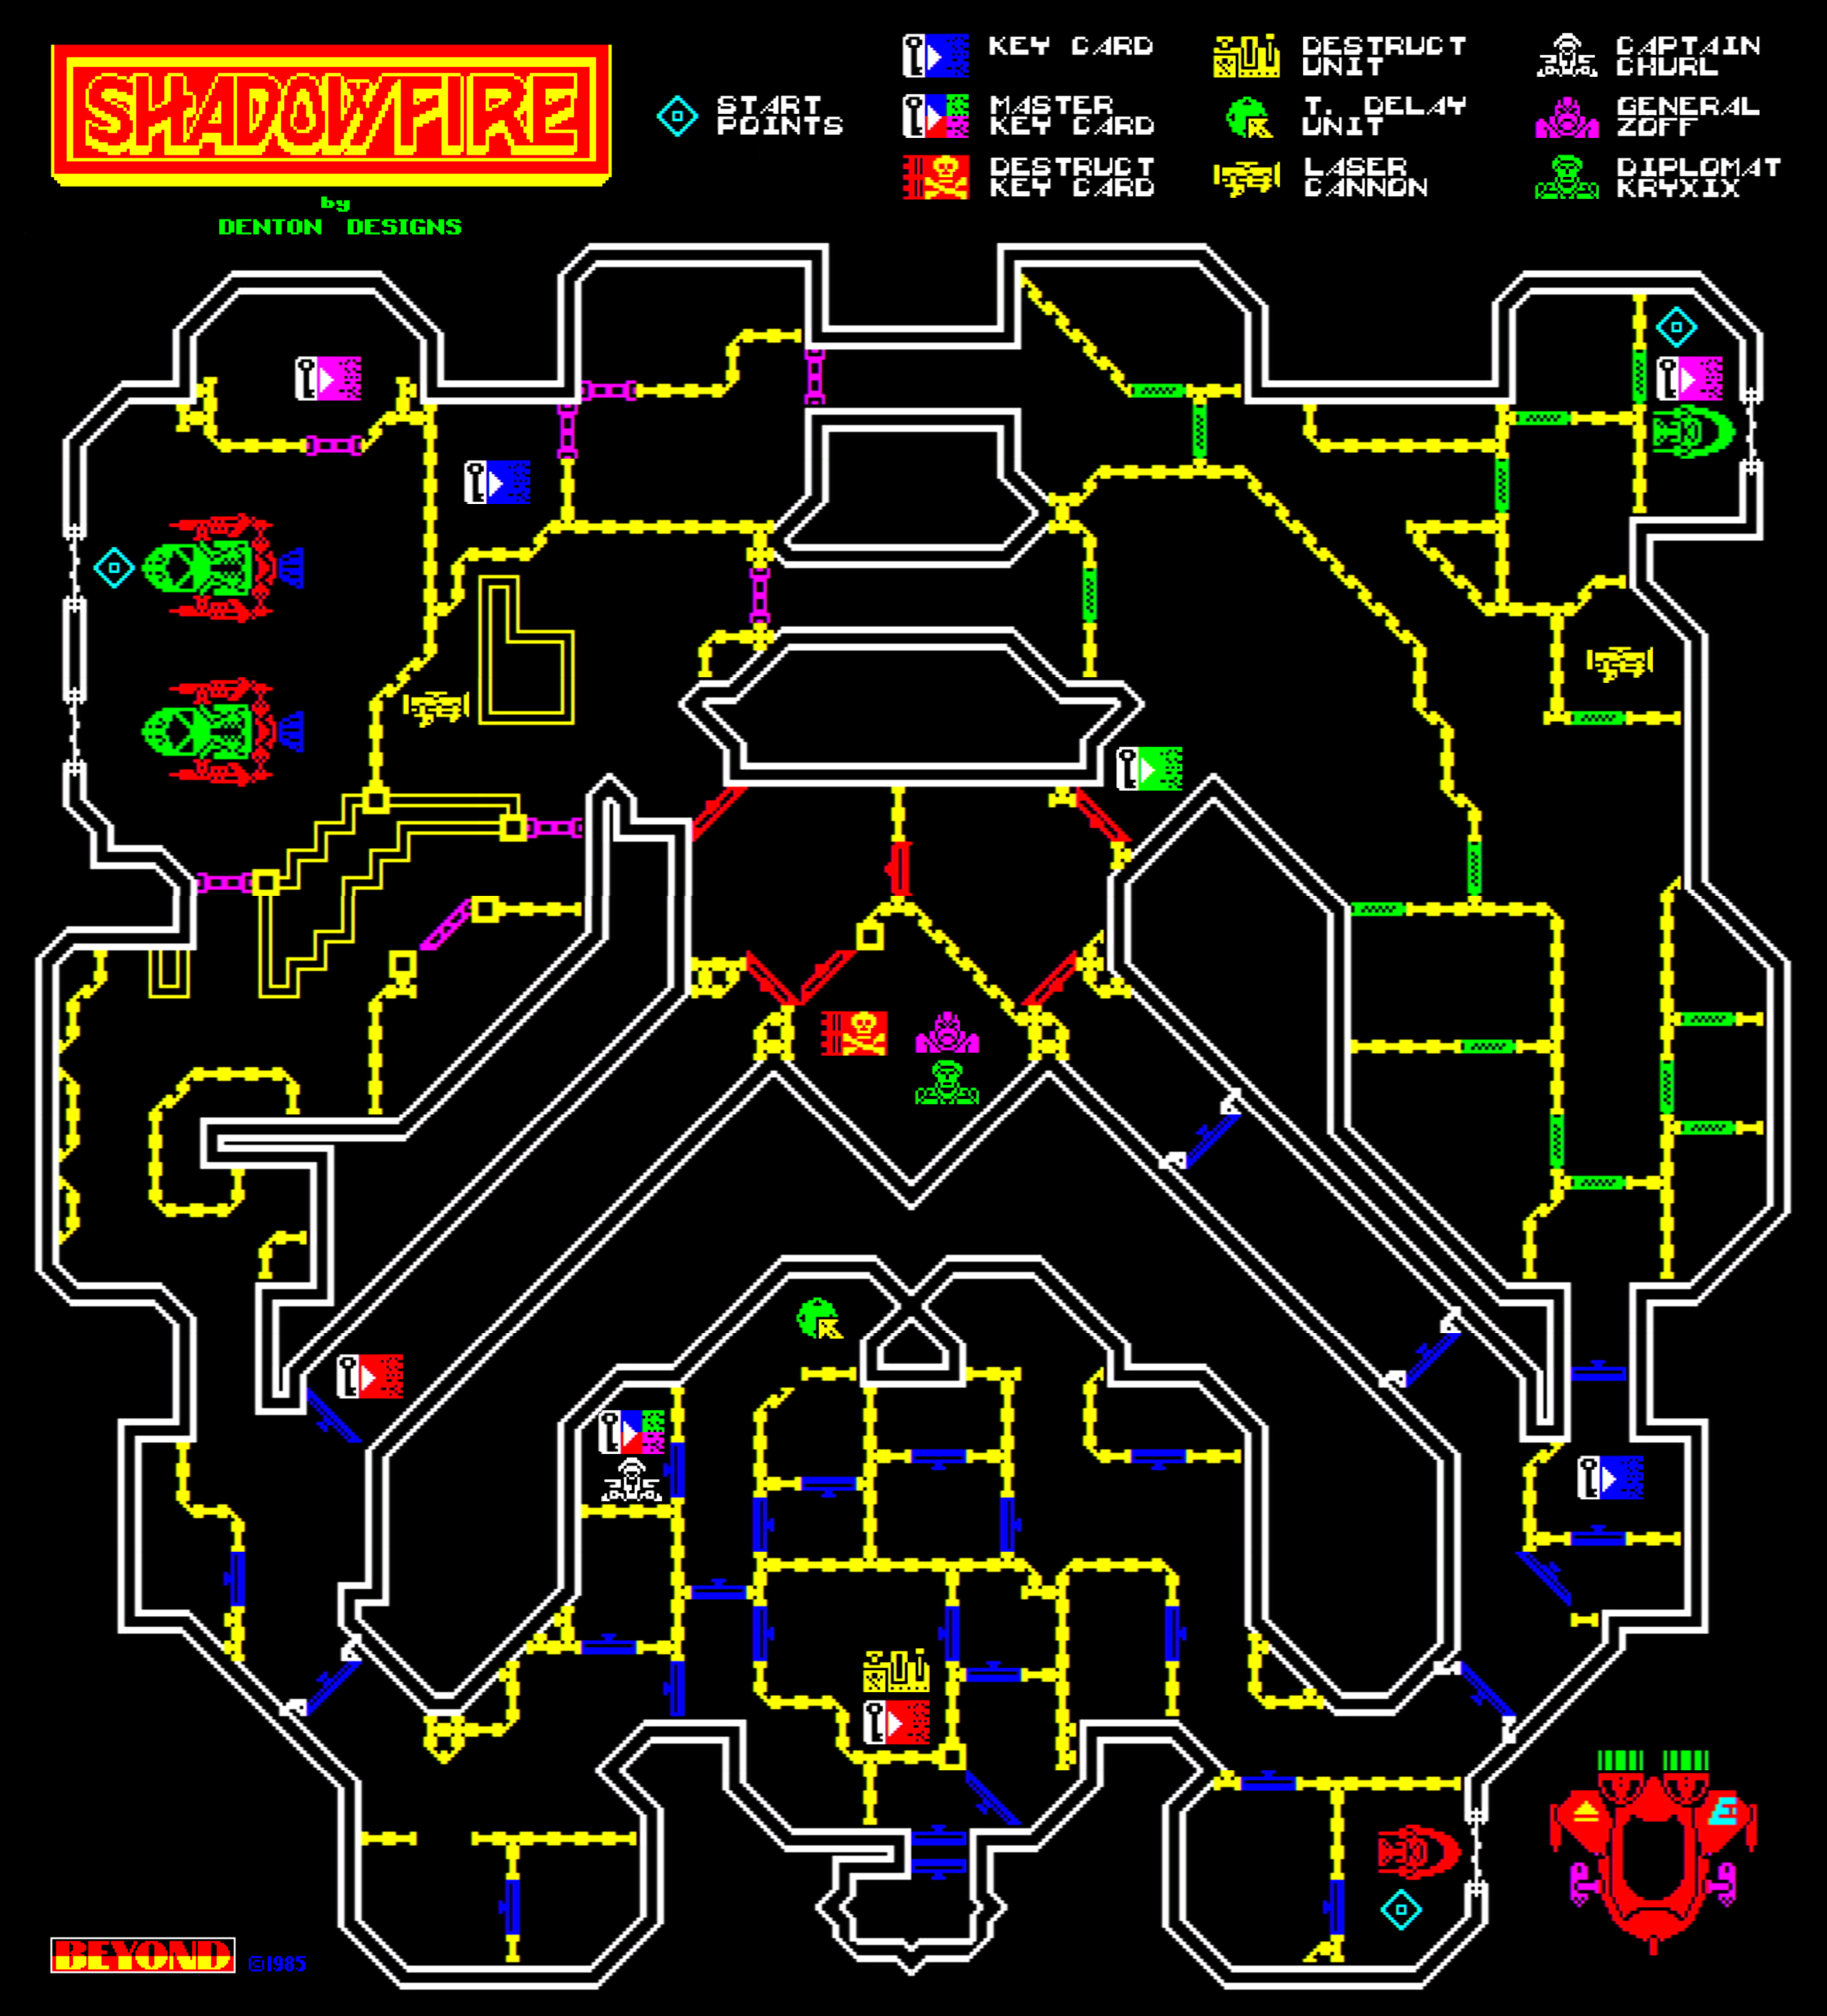 SHADOWFIRE
by
DENTON DESIGNS
START
POINTS
KEY CARD
MASTER
KEY CARD
DESTRUCT
KEY CARD
DESTRUCT
UNIT
T. DELAY
UNIT
LASER
CANNON
CAPTAIN
CHURL
GENERAL
ZOFF
DIPLOMAT
KRYXIX
BEYOND ©1985